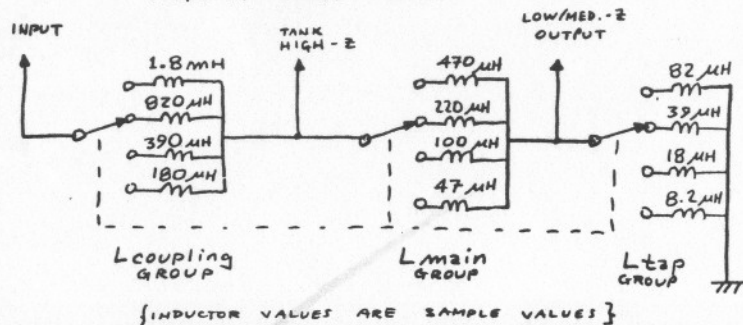 INPUT
TANK
HIGH-Z
LOW/MED.-Z
OUTPUT
1.8mH
820μH
390μH
180μH
470μH
220μH
100μH
47μH
82μH
39μH
18μH
8.2μH
Lcoupling
GROUP
Lmain
GROUP
Ltap
GROUP
{INDUCTOR VALUES ARE SAMPLE VALUES}